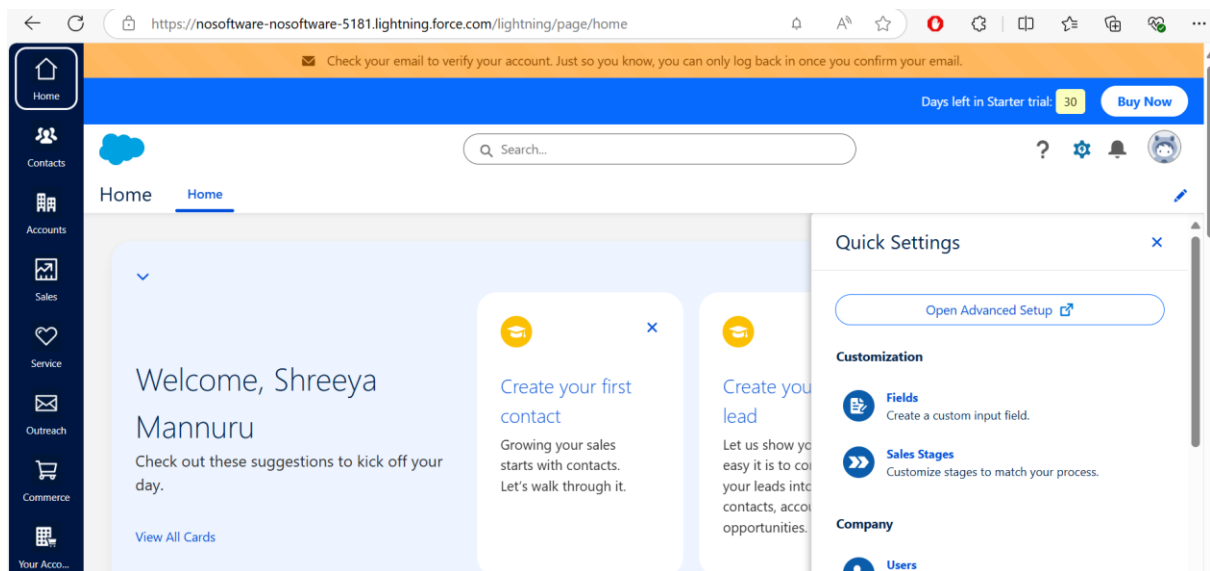 https://nosoftware-nosoftware-5181.lightning.force.com/lightning/page/home
Check your email to verify your account. Just so you know, you can only log back in once you confirm your email.
Days left in Starter trial: 30 Buy Now
Home
Contacts
Accounts
Sales
Service
Outreach
Commerce
Your Acco...
Search...
Home Home
Welcome, Shreeya
Mannuru
Check out these suggestions to kick off your
day.
View All Cards
Create your first
contact
Growing your sales
starts with contacts.
Let's walk through it.
Create you
lead
Let us show yo
easy it is to co
your leads into
contacts, accou
opportunities.
Quick Settings
Open Advanced Setup
Customization
Fields
Create a custom input field.
Sales Stages
Customize stages to match your process.
Company
Users